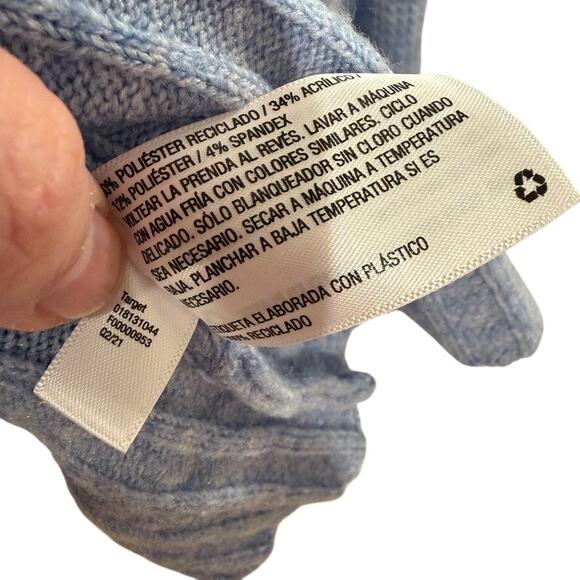 POLIÉSTER RECICLADO / 34% ACRÍLICO /
12% POLIÉSTER / 4% SPANDEX
VOLTEAR LA PRENDA AL REVÉS. LAVAR A MÁQUINA
CON AGUA FRÍA CON COLORES SIMILARES. CICLO
DELICADO. SÓLO BLANQUEADOR SIN CLORO CUANDO
SEA NECESARIO. SECAR A MÁQUINA A TEMPERATURA
BAJA. PLANCHAR A BAJA TEMPERATURA SI ES
NECESARIO.
ETIQUETA ELABORADA CON PLÁSTICO
RECICLADO
Target
018131044
F00000953
Q2/21